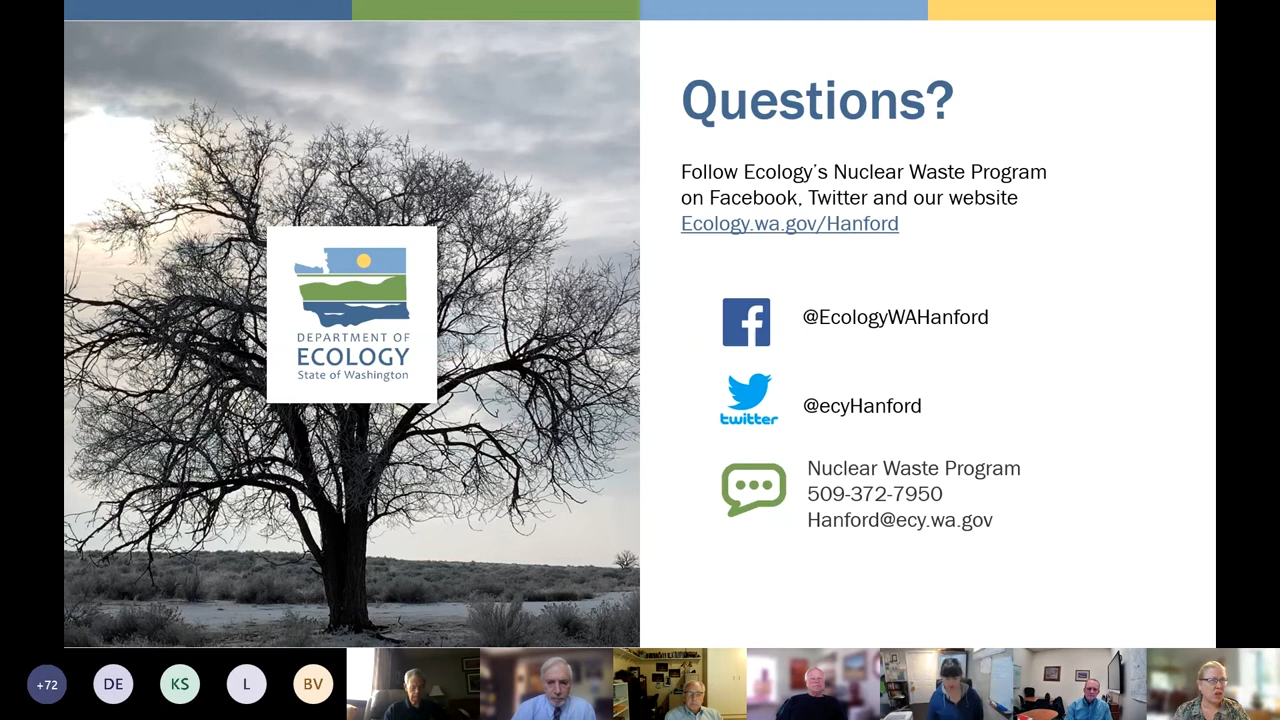 Questions?
Follow Ecology’s Nuclear Waste Program
on Facebook, Twitter and our website
Ecology.wa.gov/Hanford
DEPARTMENT OF
ECOLOGY
State of Washington
@EcologyWAHanford
twitter
@ecyHanford
Nuclear Waste Program
509-372-7950
Hanford@ecy.wa.gov
+72
DE
KS
L
BV